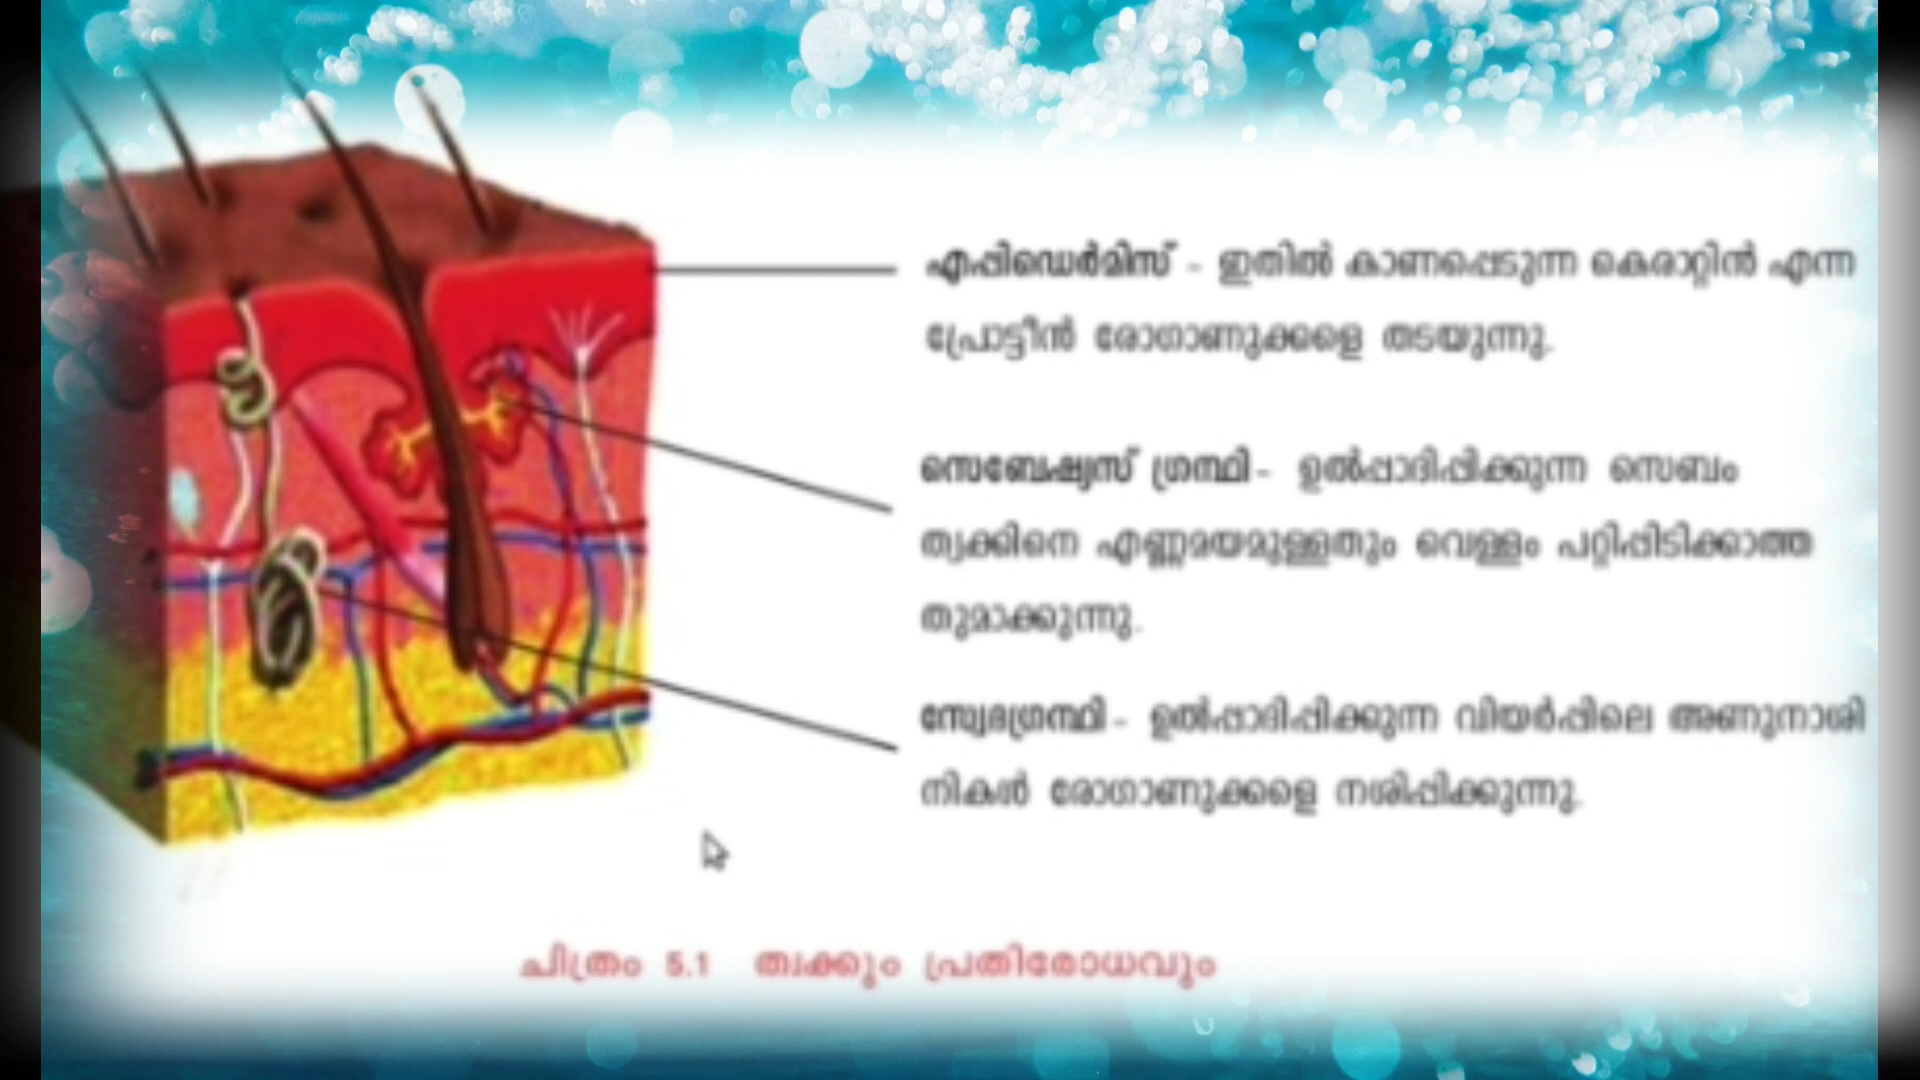 എപ്പിഡെർമിസ് - ഇതിൽ കാണപ്പെടുന്ന കെരാറ്റിൻ എന്ന
പ്രോട്ടീൻ രോഗാണുക്കളെ തടയുന്നു.
സെബേഷ്യസ് ഗ്രന്ഥി - ഉൽപ്പാദിപ്പിക്കുന്ന സെബം
ത്വക്കിനെ എണ്ണമയമുള്ളതും വെള്ളം പറ്റിപ്പിടിക്കാത്ത
തുമാക്കുന്നു.
സ്വേദഗ്രന്ഥി - ഉൽപ്പാദിപ്പിക്കുന്ന വിയർപ്പിലെ അണുനാശി
നികൾ രോഗാണുക്കളെ നശിപ്പിക്കുന്നു.
ചിത്രം 5.1 ത്വക്കും പ്രതിരോധവും